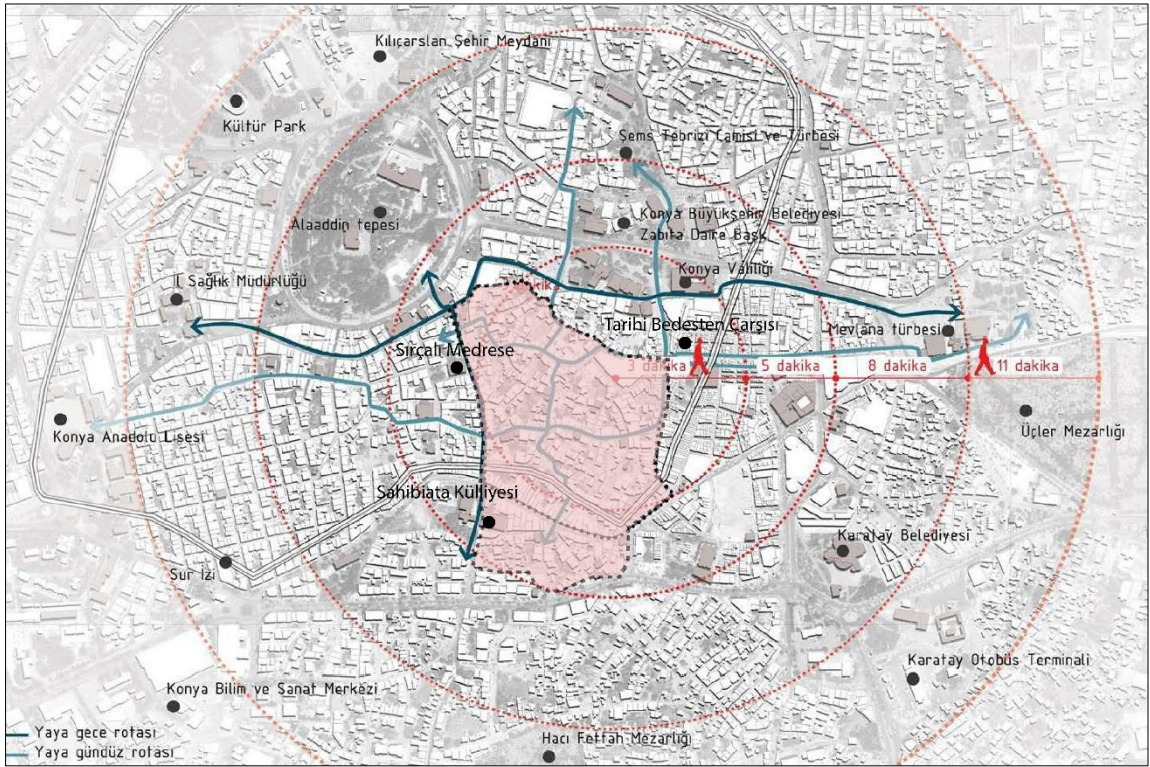 Kılıçarslan Şehir Meydanı
Kültür Park
Şems Tebrizi Camisi ve Türbesi
Alaaddin tepesi
Konya Büyükşehir Belediyesi
Zabıta Daire Başk.
Konya Valiliği
İl Sağlık Müdürlüğü
Tarihi Bedesten Çarşısı
Mevlana türbesi
Sırçalı Medrese
3 dakika
5 dakika
8 dakika
11 dakika
Konya Anadolu Lisesi
Üçler Mezarlığı
Sahibiata Külliyesi
Karatay Belediyesi
Sur İzi
Karatay Otobüs Terminali
Konya Bilim ve Sanat Merkezi
Hacı Fettah Mezarlığı
Yaya gece rotası
Yaya gündüz rotası